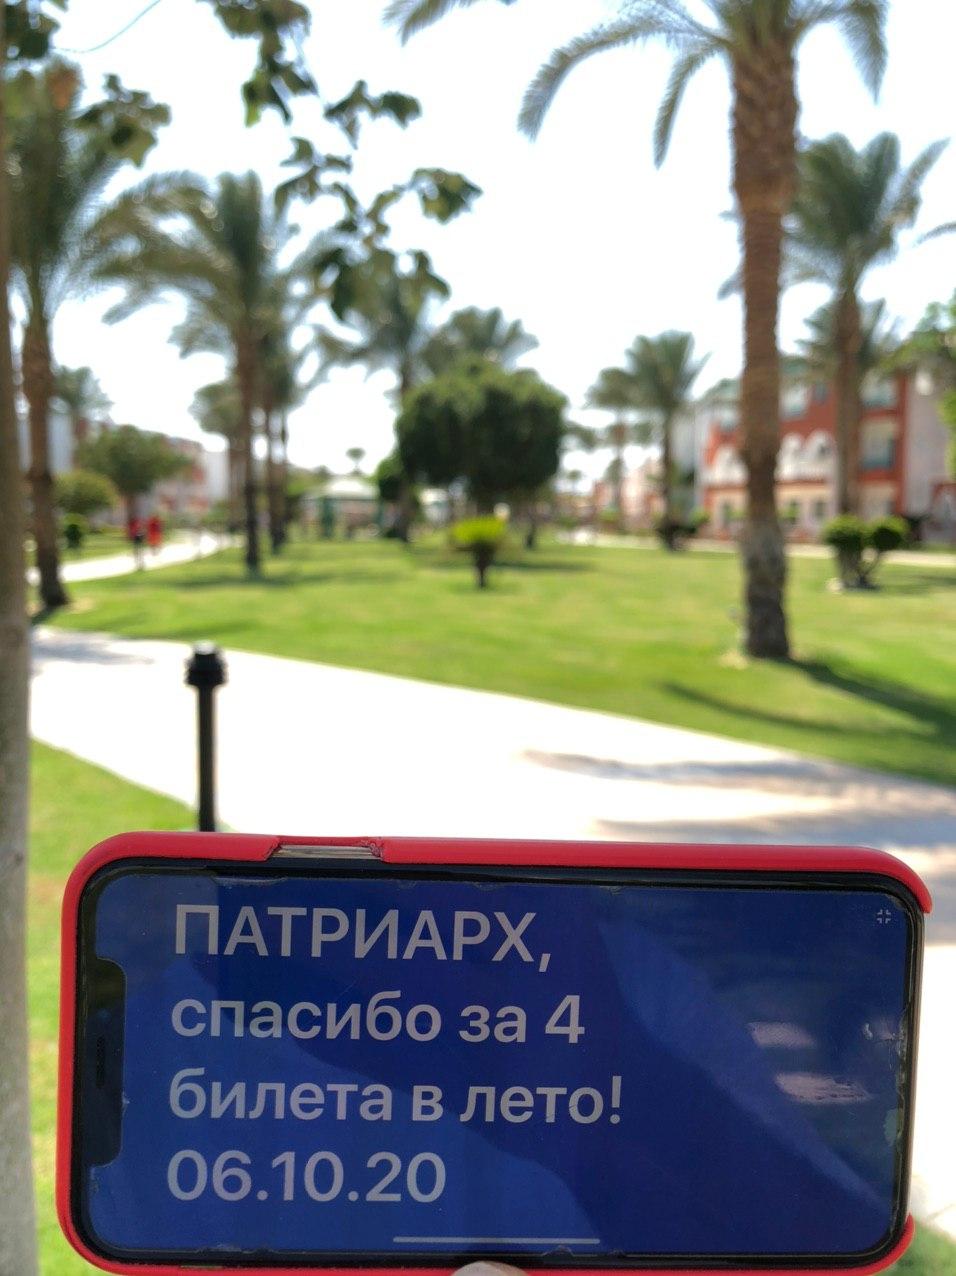 ПАТРИАРХ,
спасибо за 4
билета в лето!
06.10.20